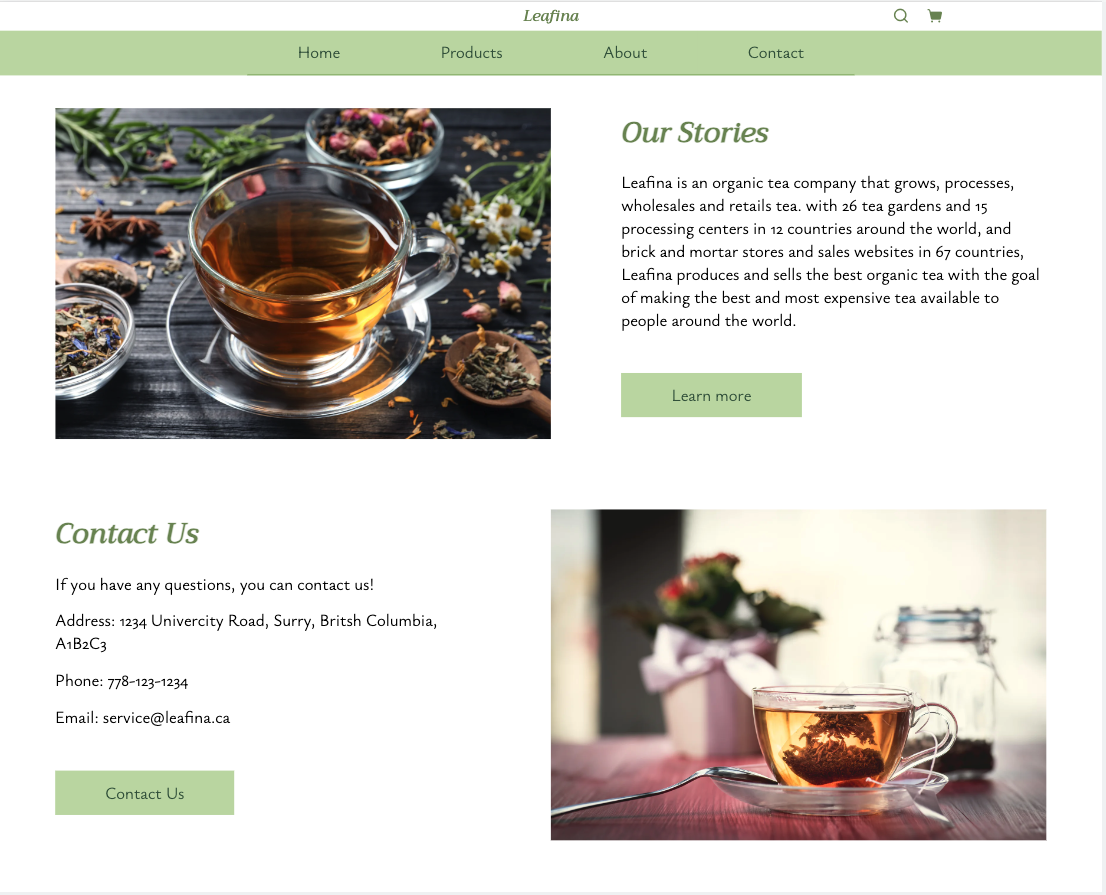 Leafina
Home Products About Contact
Our Stories
Leafina is an organic tea company that grows, processes,
wholesales and retails tea. with 26 tea gardens and 15
processing centers in 12 countries around the world, and
brick and mortar stores and sales websites in 67 countries,
Leafina produces and sells the best organic tea with the goal
of making the best and most expensive tea available to
people around the world.
Learn more
Contact Us
If you have any questions, you can contact us!
Address: 1234 Univercity Road, Surry, Britsh Columbia,
A1B2C3
Phone: 778-123-1234
Email: service@leafina.ca
Contact Us